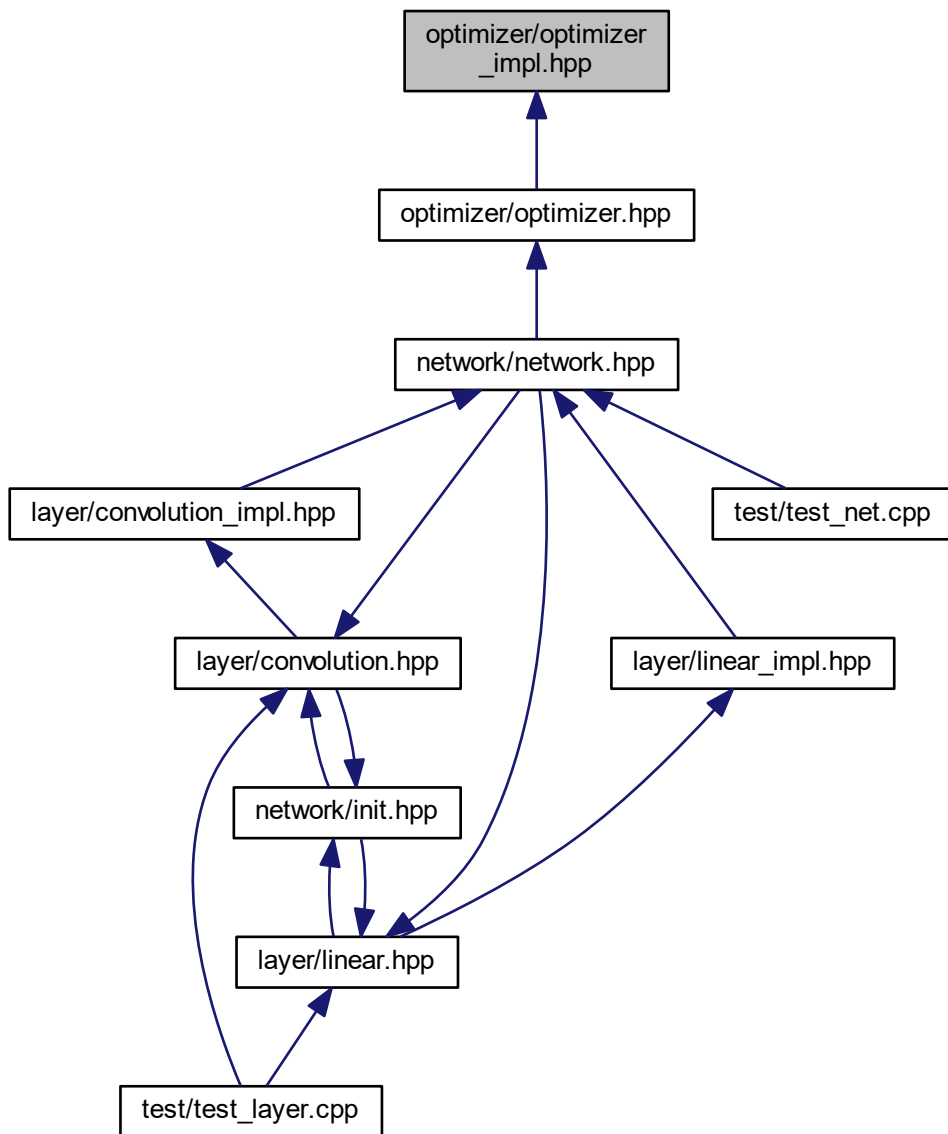 optimizer/optimizer
_impl.hpp
optimizer/optimizer.hpp
network/network.hpp
layer/convolution_impl.hpp
test/test_net.cpp
layer/convolution.hpp
layer/linear_impl.hpp
network/init.hpp
layer/linear.hpp
test/test_layer.cpp